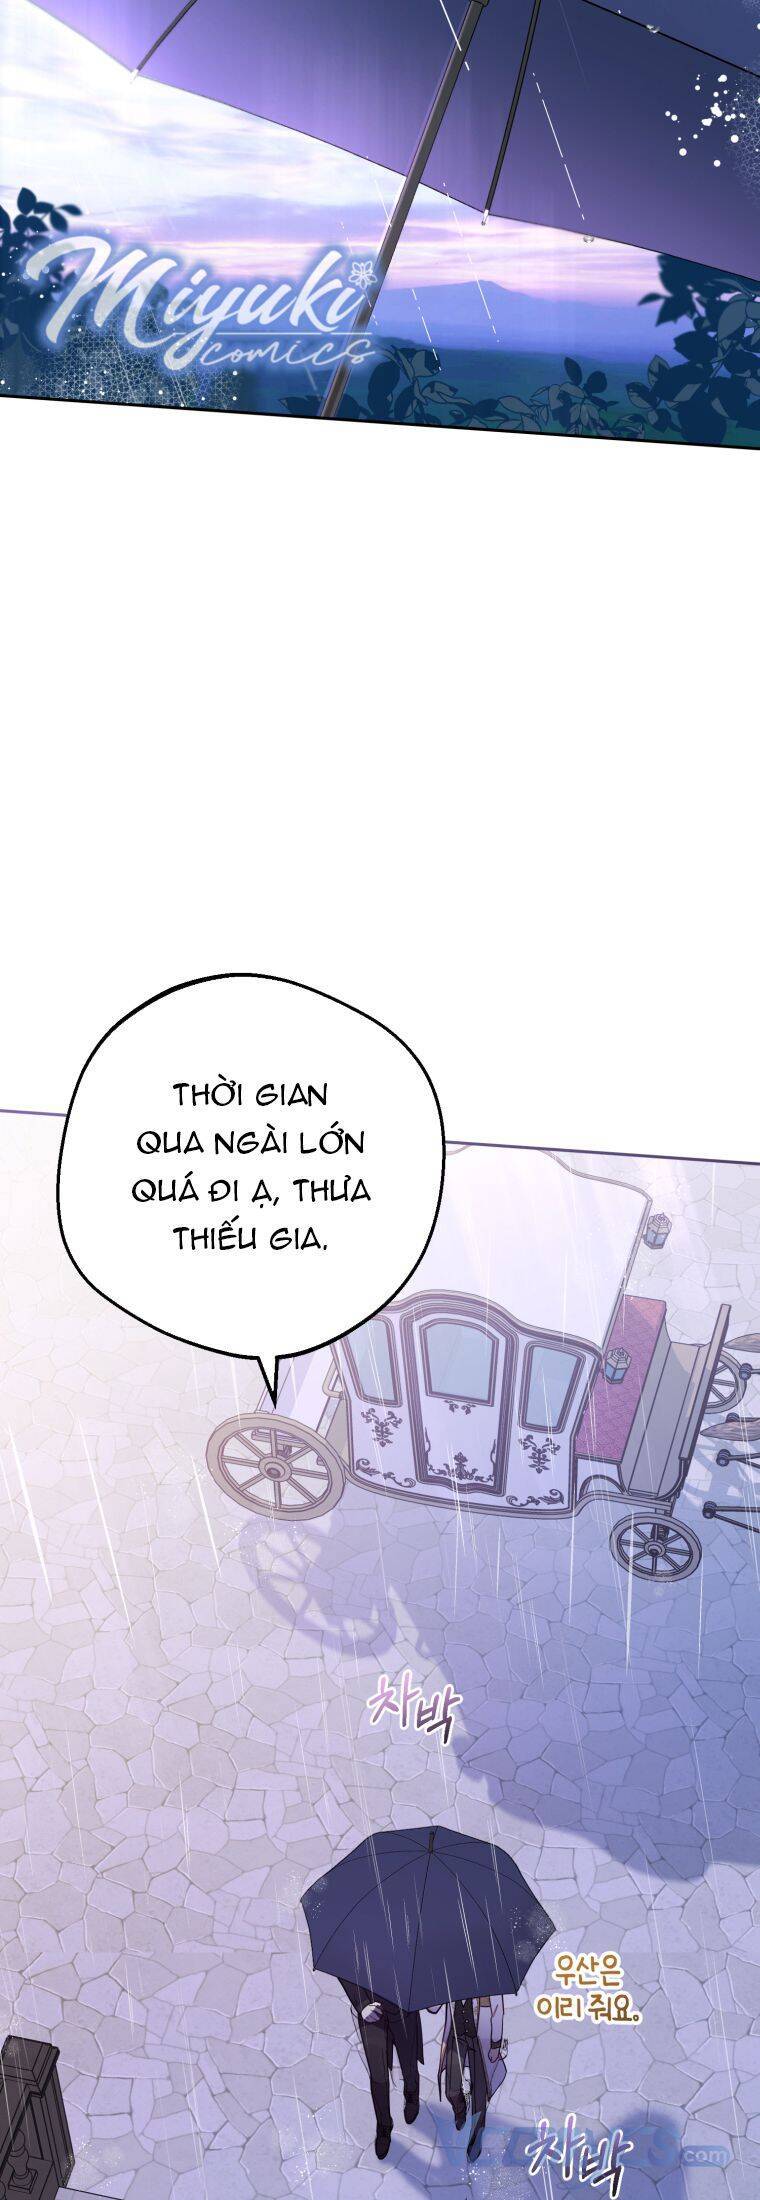 Miyuki
comics
THỜI GIAN
QUA NGÀI LỚN
QUÁ ĐI Ạ, THƯA
THIẾU GIA.
차박
우산은
이리 줘요.
차박
.com